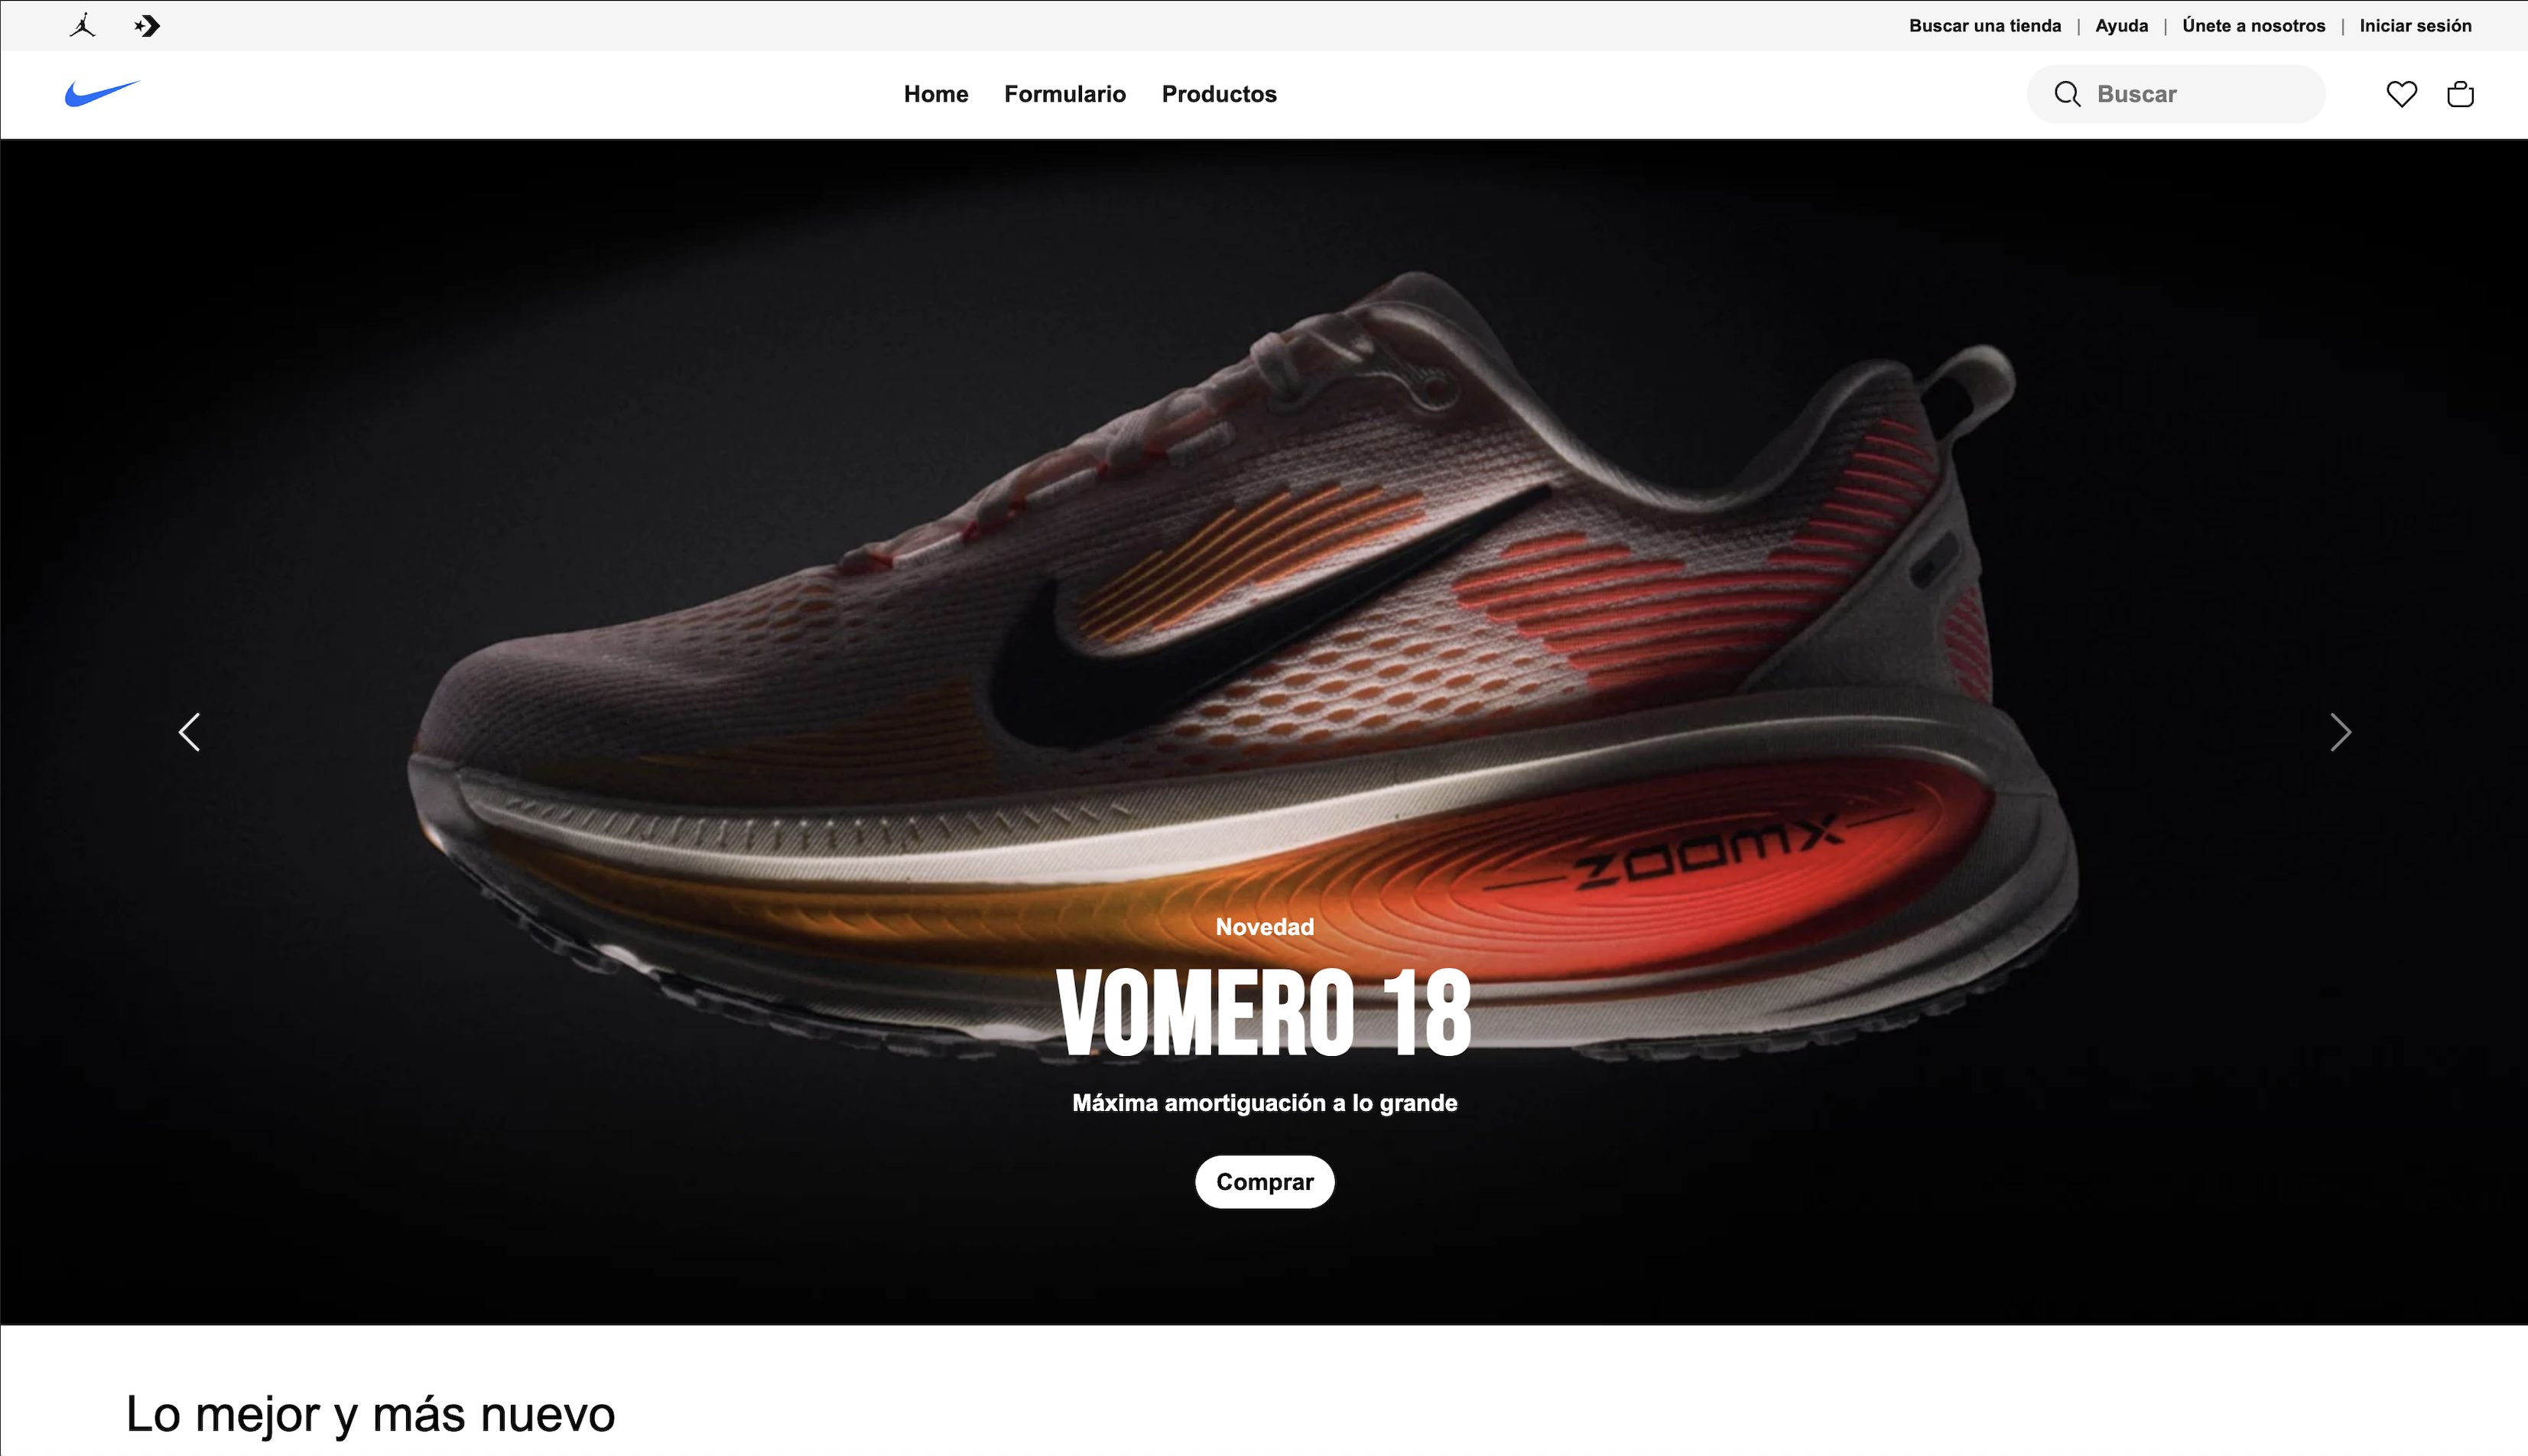 Buscar una tienda | Ayuda | Únete a nosotros | Iniciar sesión
Home Formulario Productos Buscar
ZOOMX
Novedad
VOMERO 18
Máxima amortiguación a lo grande
Comprar
Lo mejor y más nuevo